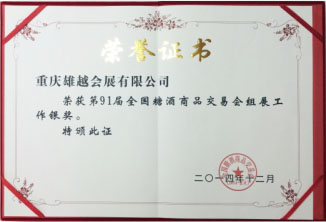 荣誉证书
重庆雄越会展有限公司
荣获第91届全国糖酒商品交易会组展工
作银奖。
特颁此证
二〇一四年十二月